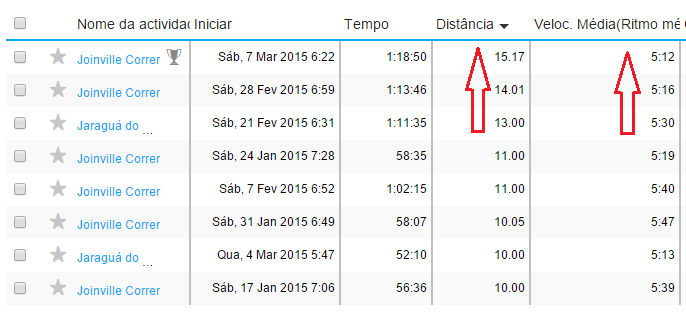 Nome da activida Iniciar Tempo Distância Veloc. Média(Ritmo mé
Joinville Correr Sáb, 7 Mar 2015 6:22 1:18:50 15.17 5:12
Joinville Correr Sáb, 28 Fev 2015 6:59 1:13:46 14.01 5:16
Jaraguá do ... Sáb, 21 Fev 2015 6:31 1:11:35 13.00 5:30
Joinville Correr Sáb, 24 Jan 2015 7:28 58:35 11.00 5:19
Joinville Correr Sáb, 7 Fev 2015 6:52 1:02:15 11.00 5:40
Joinville Correr Sáb, 31 Jan 2015 6:49 58:07 10.05 5:47
Jaraguá do ... Qua, 4 Mar 2015 5:47 52:10 10.00 5:13
Joinville Correr Sáb, 17 Jan 2015 7:06 56:36 10.00 5:39